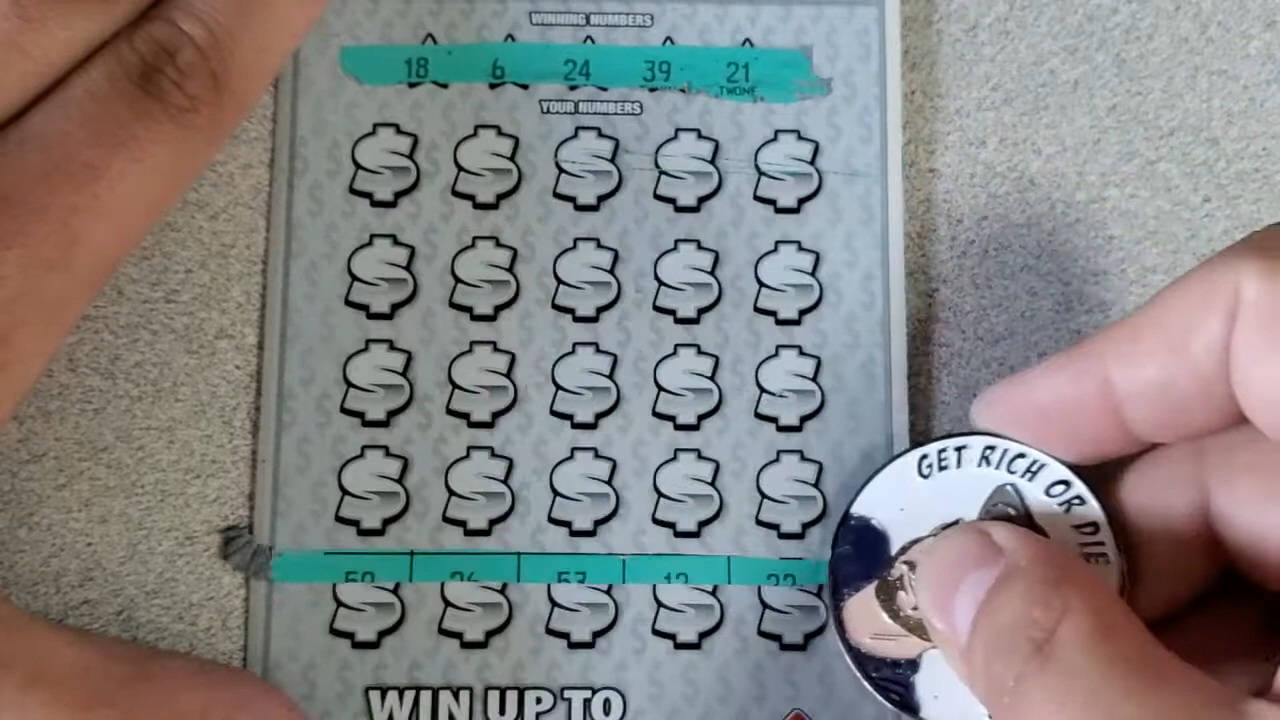 WINNING NUMBERS
18 6 24 39 21
TWONE
YOUR NUMBERS
$ $ $ $ $
$ $ $ $ $
$ $ $ $ $
$ $ $ $ $
$ $ $ $ $
WIN UP TO
GET RICH OR DIE